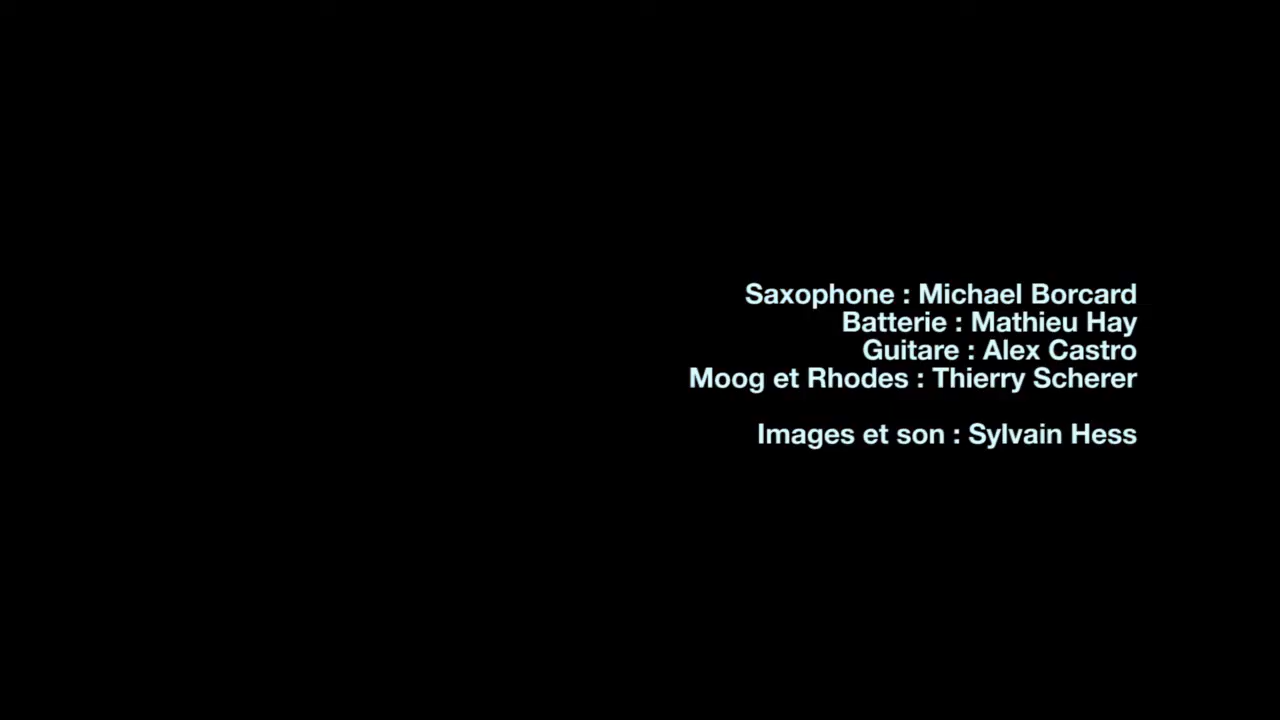 Saxophone : Michael Borcard
Batterie : Mathieu Hay
Guitare : Alex Castro
Moog et Rhodes : Thierry Scherer
Images et son : Sylvain Hess